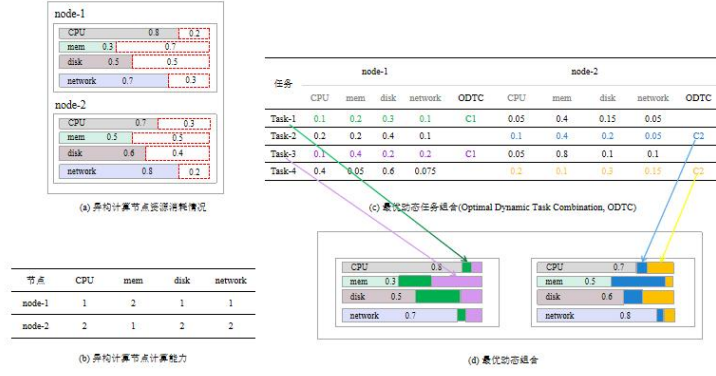 node-1
CPU 0.8 0.2
mem 0.3 0.7
disk 0.5 0.5
network 0.7 0.3
node-2
CPU 0.7 0.3
mem 0.5 0.5
disk 0.6 0.4
network 0.8 0.2
(a) 异构计算节点资源消耗情况
节点 CPU mem disk network
node-1 1 2 1 1
node-2 2 1 2 2
(b) 异构计算节点计算能力
任务 node-1 node-2
CPU mem disk network ODTC CPU mem disk network ODTC
Task-1 0.1 0.2 0.3 0.1 C1 0.05 0.4 0.15 0.05
Task-2 0.2 0.2 0.4 0.1 0.1 0.4 0.2 0.05 C2
Task-3 0.1 0.4 0.2 0.2 C1 0.05 0.8 0.1 0.1
Task-4 0.4 0.05 0.6 0.075 0.2 0.1 0.3 0.15 C2
(c) 最优动态任务组合(Optimal Dynamic Task Combination, ODTC)
CPU 0.8
mem 0.3
disk 0.5
network 0.7
CPU 0.7
mem 0.5
disk 0.6
network 0.8
(d) 最优动态组合